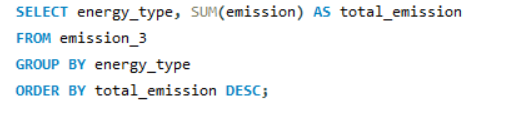 SELECT energy_type, SUM(emission) AS total_emission
FROM emission_3
GROUP BY energy_type
ORDER BY total_emission DESC;